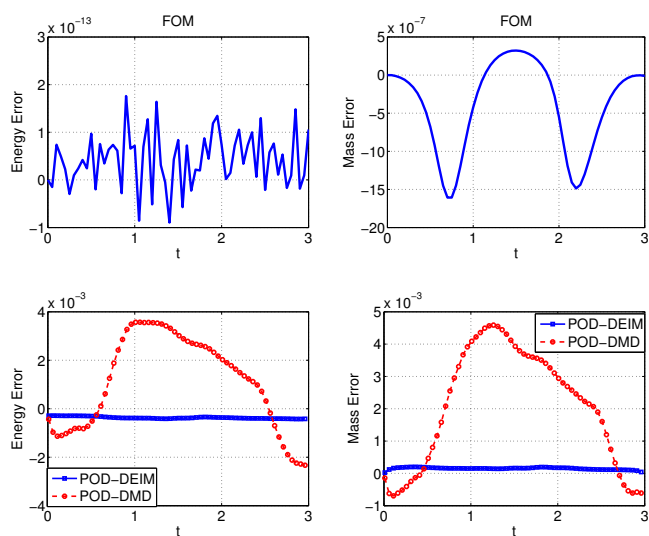 FOM
x 10^-13
3
2
1
0
−1
Energy Error
0 1 2 3
t
FOM
x 10^-7
5
0
−5
−10
−15
−20
Mass Error
0 1 2 3
t
x 10^-3
4
2
0
−2
−4
Energy Error
0 1 2 3
t
POD−DEIM
POD−DMD
x 10^-3
5
4
3
2
1
0
−1
Mass Error
0 1 2 3
t
POD−DEIM
POD−DMD